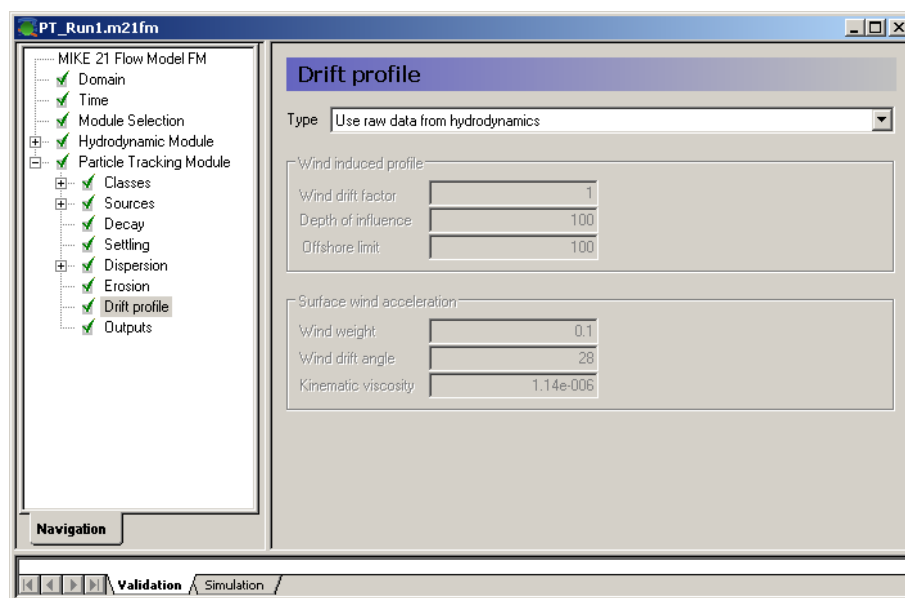 PT_Run1.m21fm
MIKE 21 Flow Model FM
Domain
Time
Module Selection
Hydrodynamic Module
Particle Tracking Module
Classes
Sources
Decay
Settling
Dispersion
Erosion
Drift profile
Outputs
Navigation
Drift profile
Type Use raw data from hydrodynamics
Wind induced profile
Wind drift factor 1
Depth of influence 100
Offshore limit 100
Surface wind acceleration
Wind weight 0.1
Wind drift angle 28
Kinematic viscosity 1.14e-006
Validation Simulation